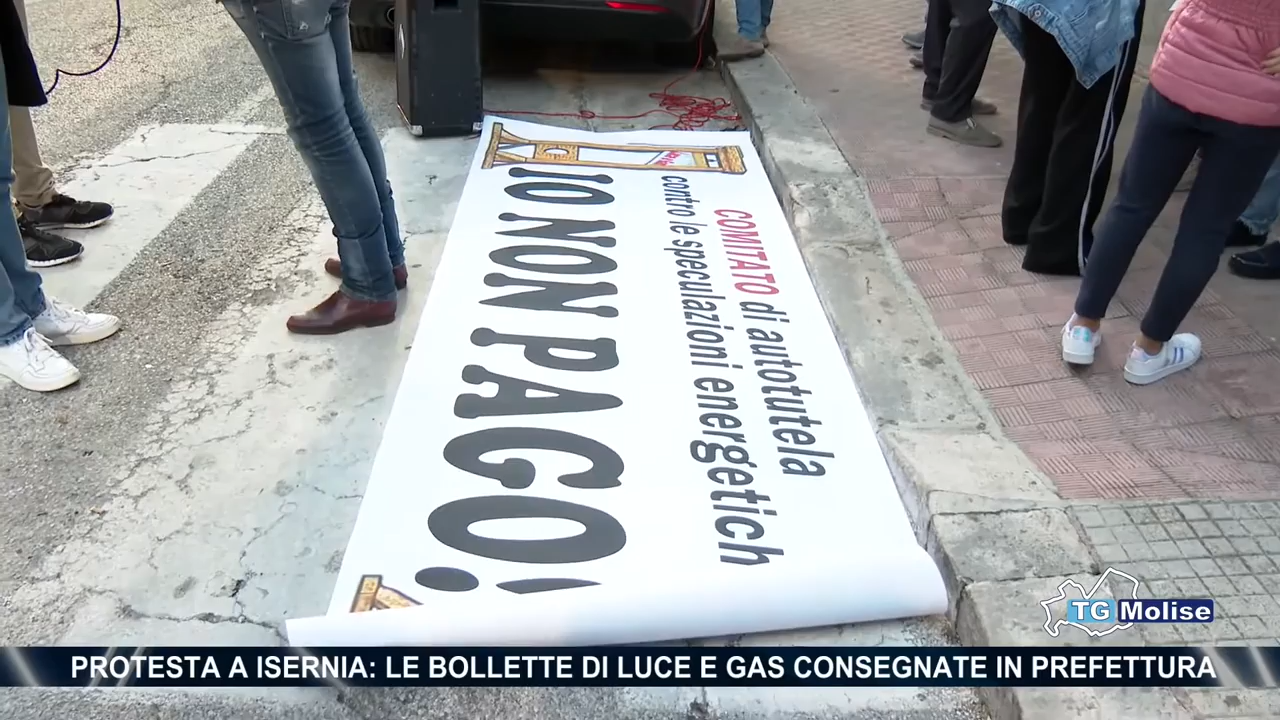 COMITATO di autotutela
contro le speculazioni energetich
IO NON PAGO!
TG Molise
PROTESTA A ISERNIA: LE BOLLETTE DI LUCE E GAS CONSEGNATE IN PREFETTURA